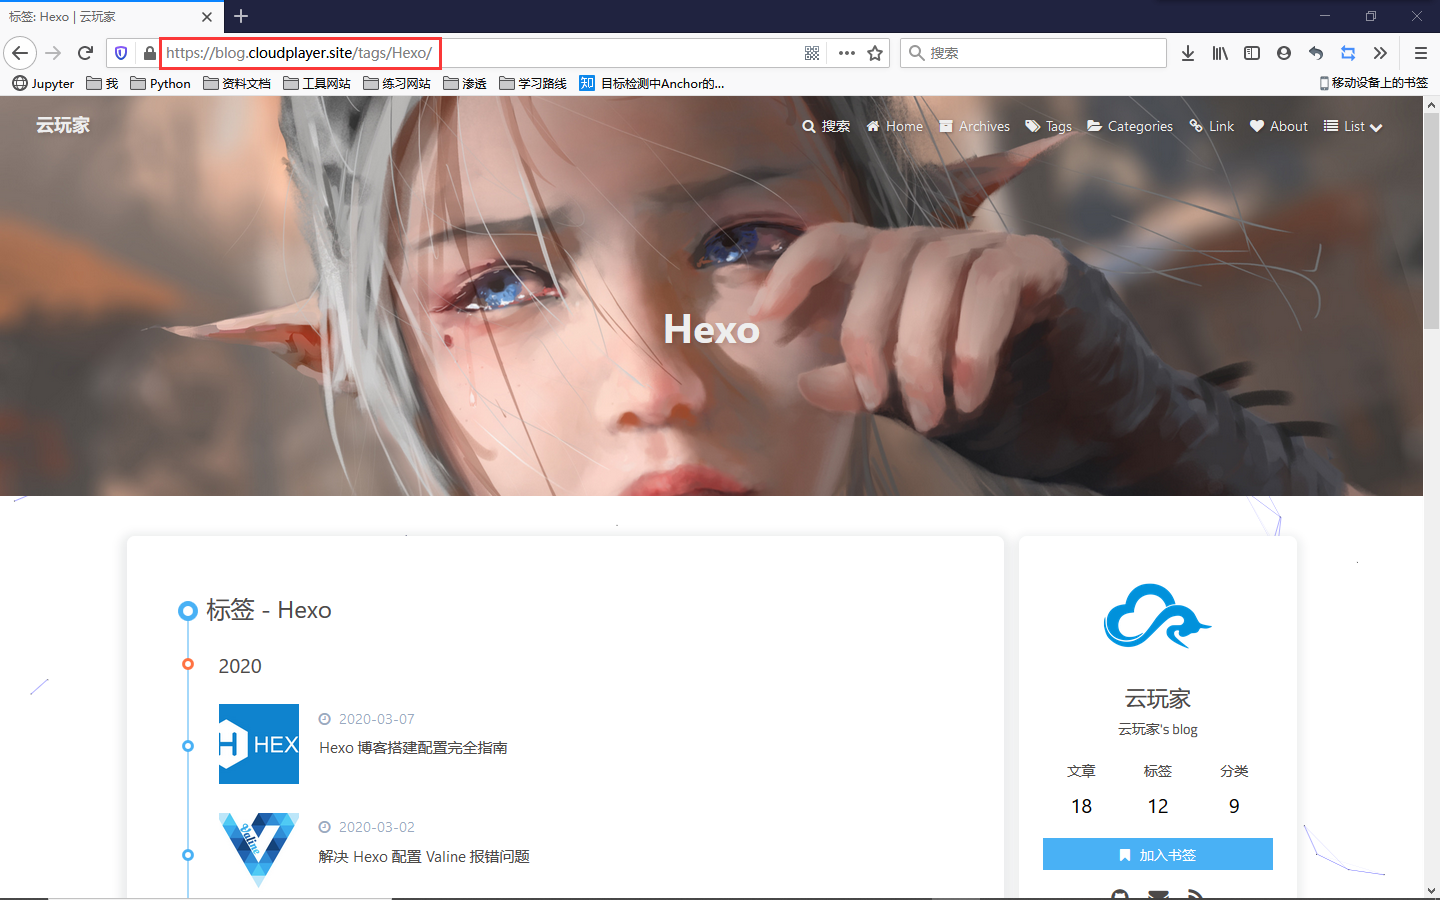 标签: Hexo | 云玩家
https://blog.cloudplayer.site/tags/Hexo/
搜索
Jupyter 我 Python 资料文档 工具网站 练习网站 渗透 学习路线 知 目标检测中Anchor的... 移动设备上的书签
云玩家 搜索 Home Archives Tags Categories Link About List
Hexo
标签 - Hexo
2020
HEX
2020-03-07
Hexo 博客搭建配置完全指南
Valine
2020-03-02
解决 Hexo 配置 Valine 报错问题
云玩家
云玩家's blog
文章 标签 分类
18 12 9
加入书签